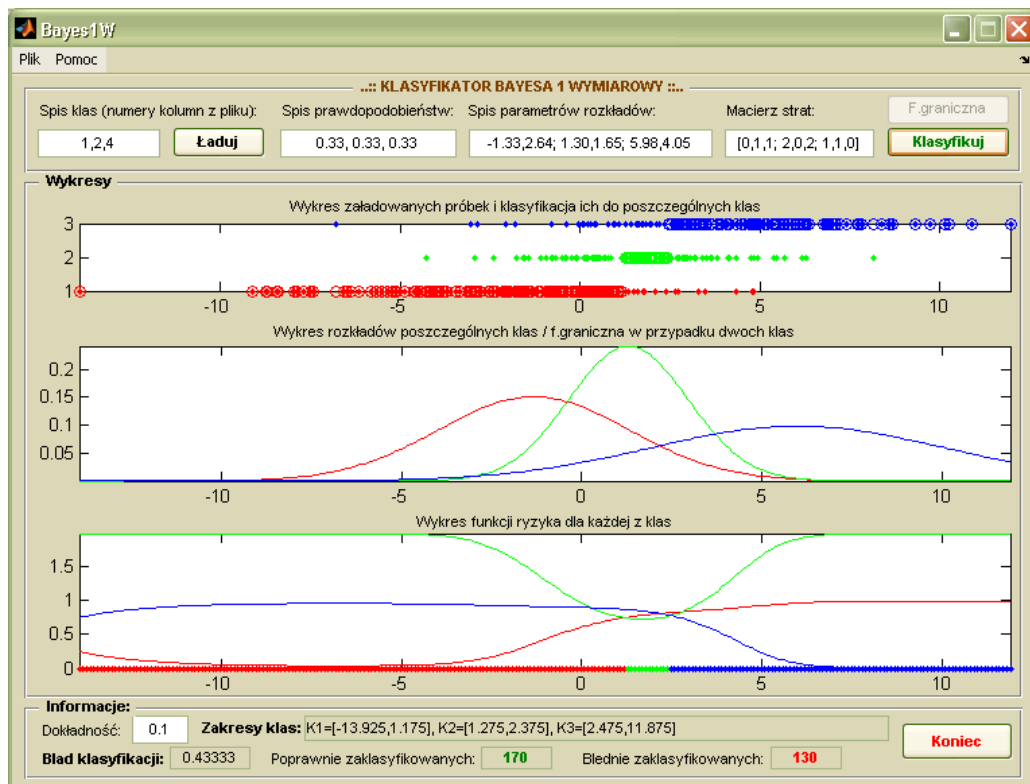 Bayes1W
Plik Pomoc
..:: KLASYFIKATOR BAYESA 1 WYMIAROWY ::..
Spis klas (numery kolumn z pliku): Spis prawdopodobieństw: Spis parametrów rozkładów: Macierz strat: F.graniczna
1,2,4 Ładuj 0.33, 0.33, 0.33 -1.33,2.64; 1.30,1.65; 5.98,4.05 [0,1,1; 2,0,2; 1,1,0] Klasyfikuj
Wykresy
Wykres załadowanych próbek i klasyfikacja ich do poszczególnych klas
3
2
1
-10 -5 0 5 10
Wykres rozkładów poszczególnych klas / f.graniczna w przypadku dwoch klas
0.2
0.15
0.1
0.05
-10 -5 0 5 10
Wykres funkcji ryzyka dla każdej z klas
1.5
1
0.5
0
-10 -5 0 5 10
Informacje:
Dokładność: 0.1 Zakresy klas: K1=[-13.925,1.175], K2=[1.275,2.375], K3=[2.475,11.875]
Blad klasyfikacji: 0.43333 Poprawnie zaklasyfikowanych: 170 Blednie zaklasyfikowanych: 130 Koniec